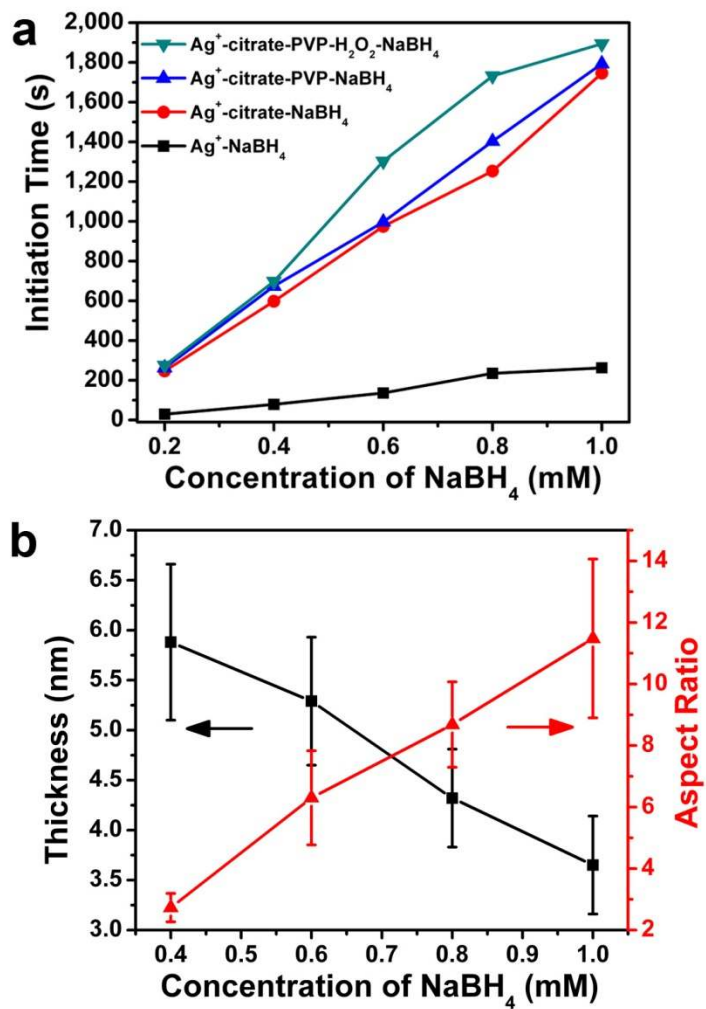 a
Ag⁺-citrate-PVP-H₂O₂-NaBH₄
Ag⁺-citrate-PVP-NaBH₄
Ag⁺-citrate-NaBH₄
Ag⁺-NaBH₄
2,000
1,800
1,600
1,400
1,200
1,000
800
600
400
200
0
Initiation Time (s)
0.2 0.4 0.6 0.8 1.0
Concentration of NaBH₄ (mM)
b
7.0
6.5
6.0
5.5
5.0
4.5
4.0
3.5
3.0
Thickness (nm)
14
12
10
8
6
4
2
Aspect Ratio
0.4 0.5 0.6 0.7 0.8 0.9 1.0
Concentration of NaBH₄ (mM)